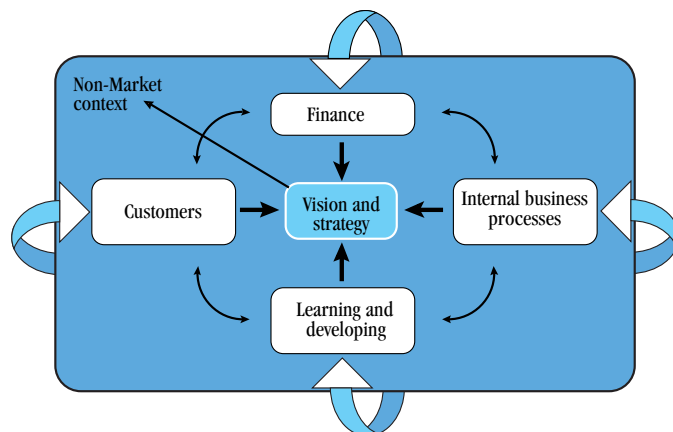 Non-Market
context
Finance
Customers
Vision and
strategy
Internal business
processes
Learning and
developing